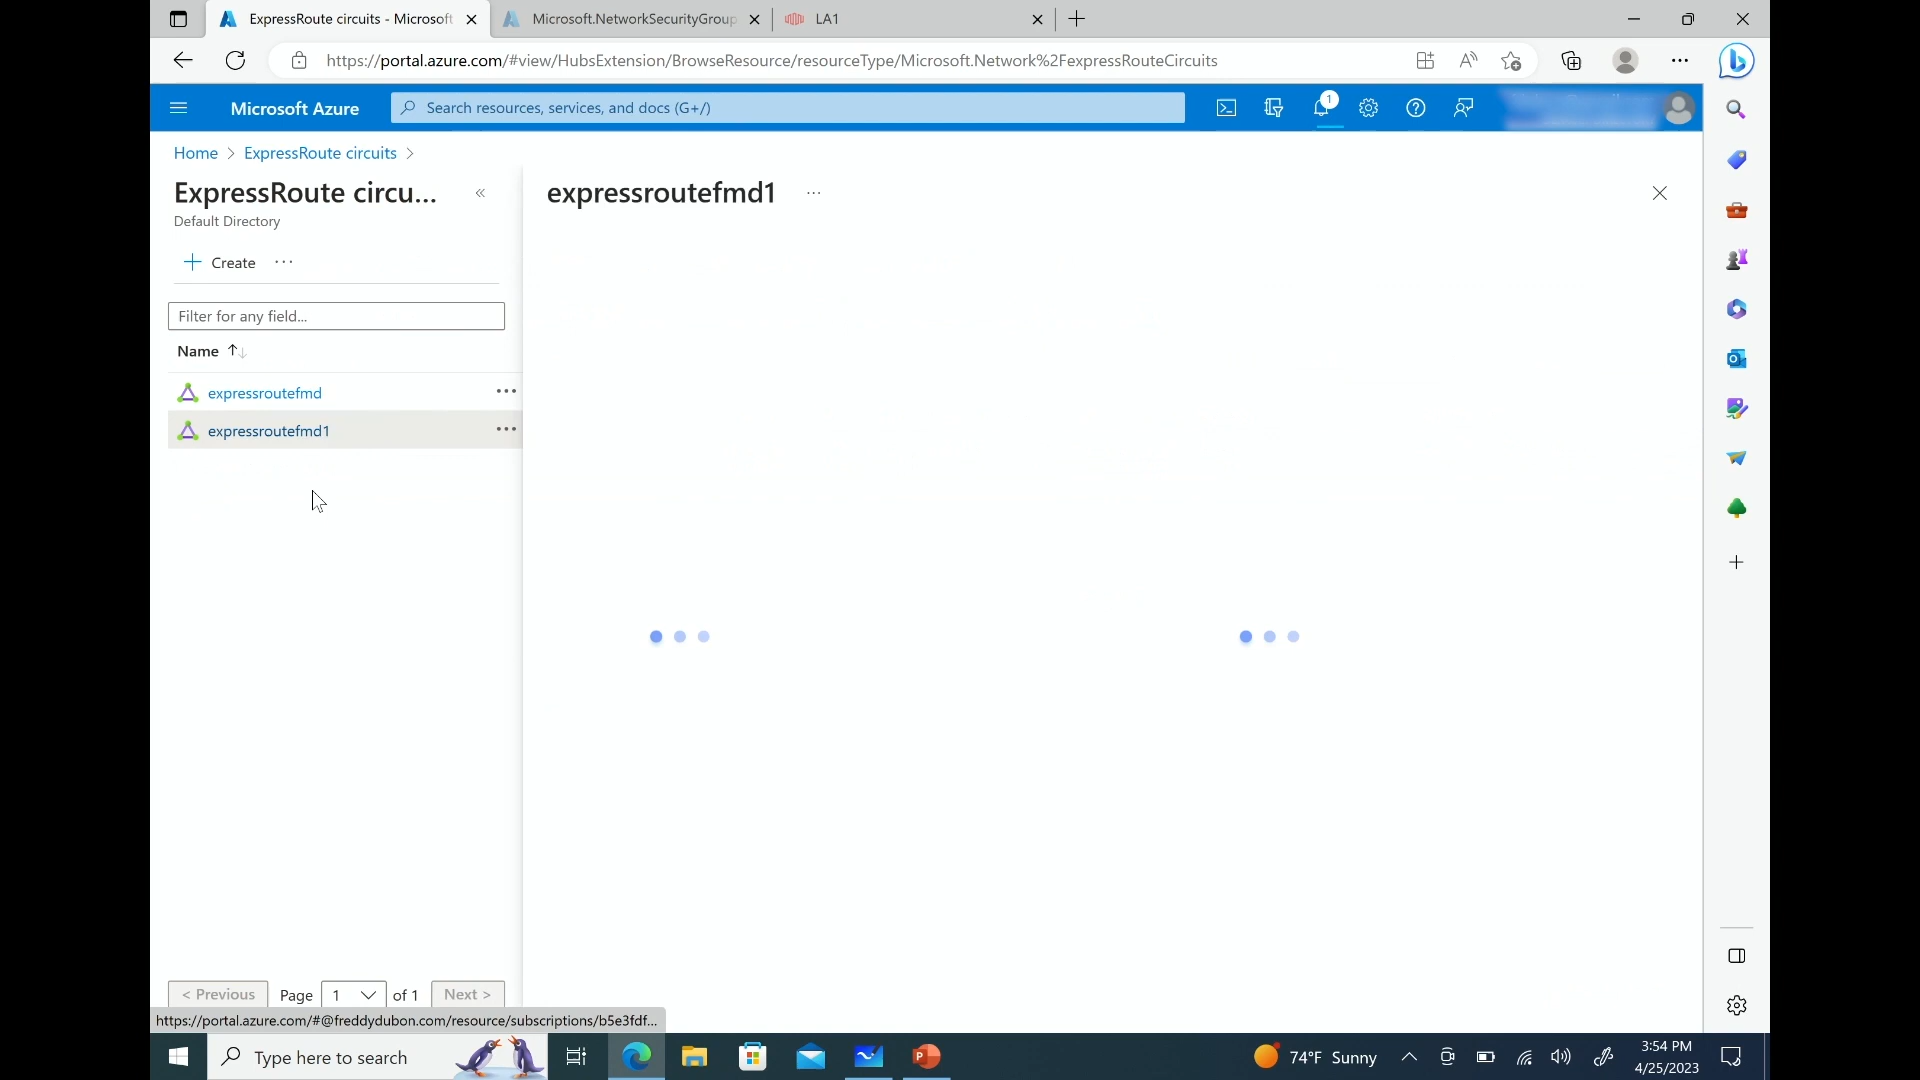 ExpressRoute circuits - Microsoft
Microsoft.NetworkSecurityGroup
LA1
https://portal.azure.com/#view/HubsExtension/BrowseResource/resourceType/Microsoft.Network%2FexpressRouteCircuits
Microsoft Azure
Search resources, services, and docs (G+/)
1
Home > ExpressRoute circuits >
ExpressRoute circu...
Default Directory
expressroutefmd1
+ Create
Filter for any field...
Name
expressroutefmd
expressroutefmd1
< Previous
Page
1
of 1
Next >
https://portal.azure.com/#@freddydubon.com/resource/subscriptions/b5e3fdf...
Type here to search
74°F Sunny
3:54 PM
4/25/2023